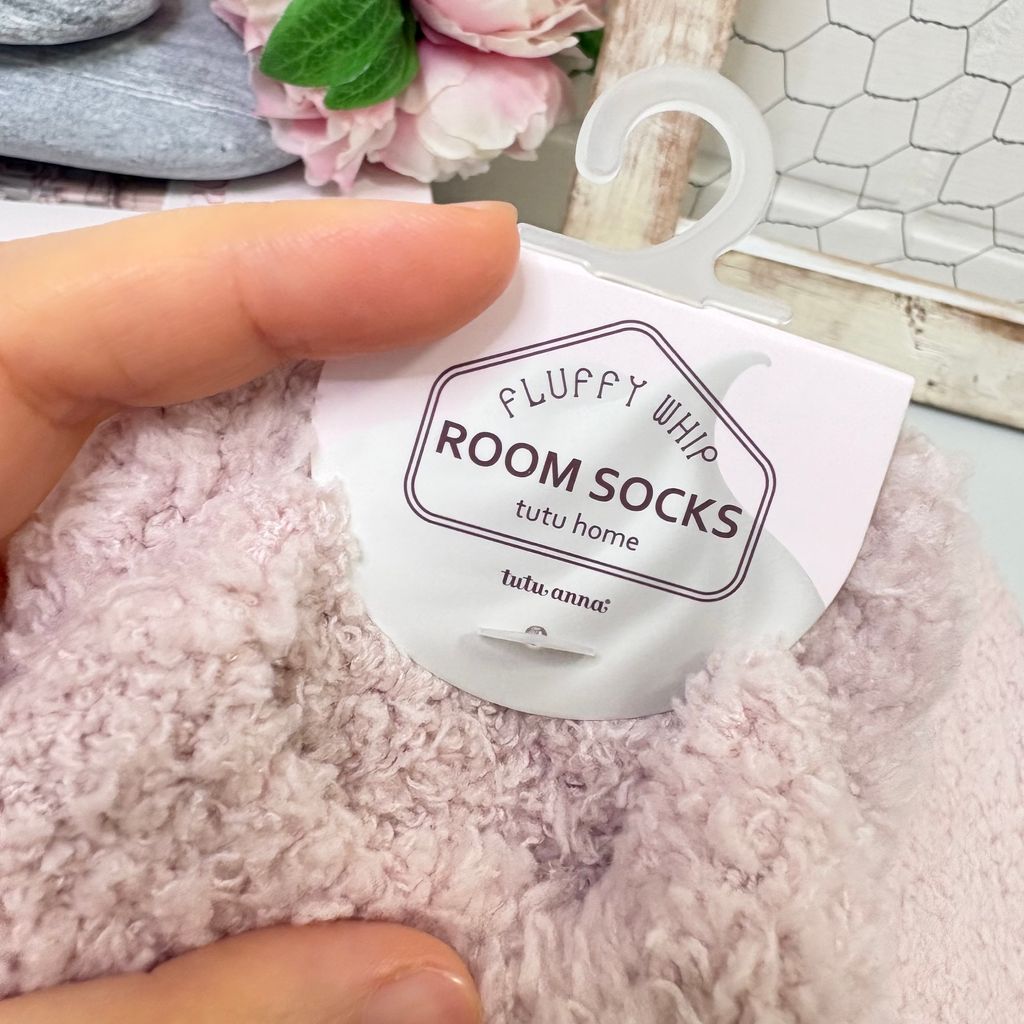 FLUFFY WHIP
ROOM SOCKS
tutu home
tutu anna®